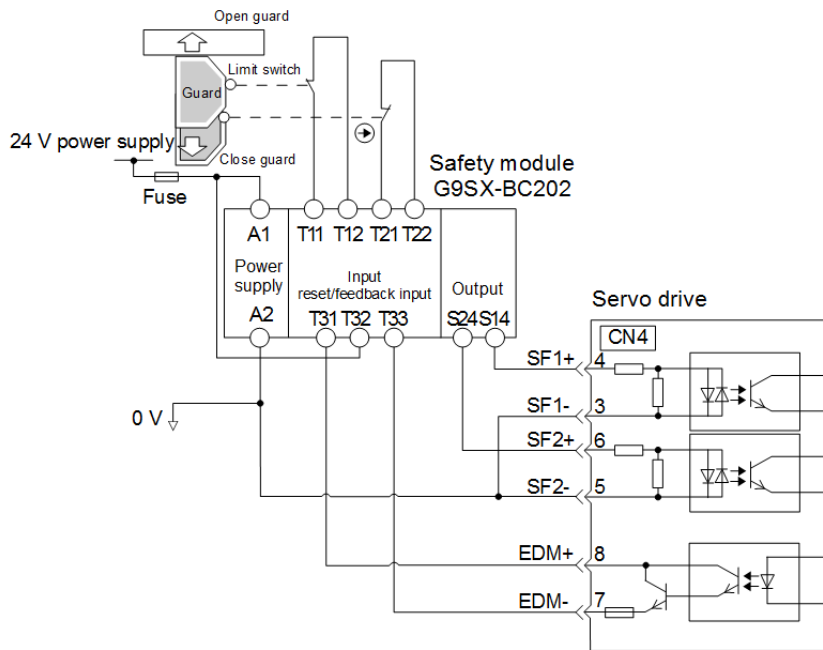 Open guard
Limit switch
Guard
24 V power supply
Close guard
Fuse
Safety module
G9SX-BC202
A1
T11
T12
T21
T22
Power
supply
Input
reset/feedback input
Output
A2
T31
T32
T33
S24
S14
Servo drive
CN4
SF1+
4
SF1-
3
0 V
SF2+
6
SF2-
5
EDM+
8
EDM-
7